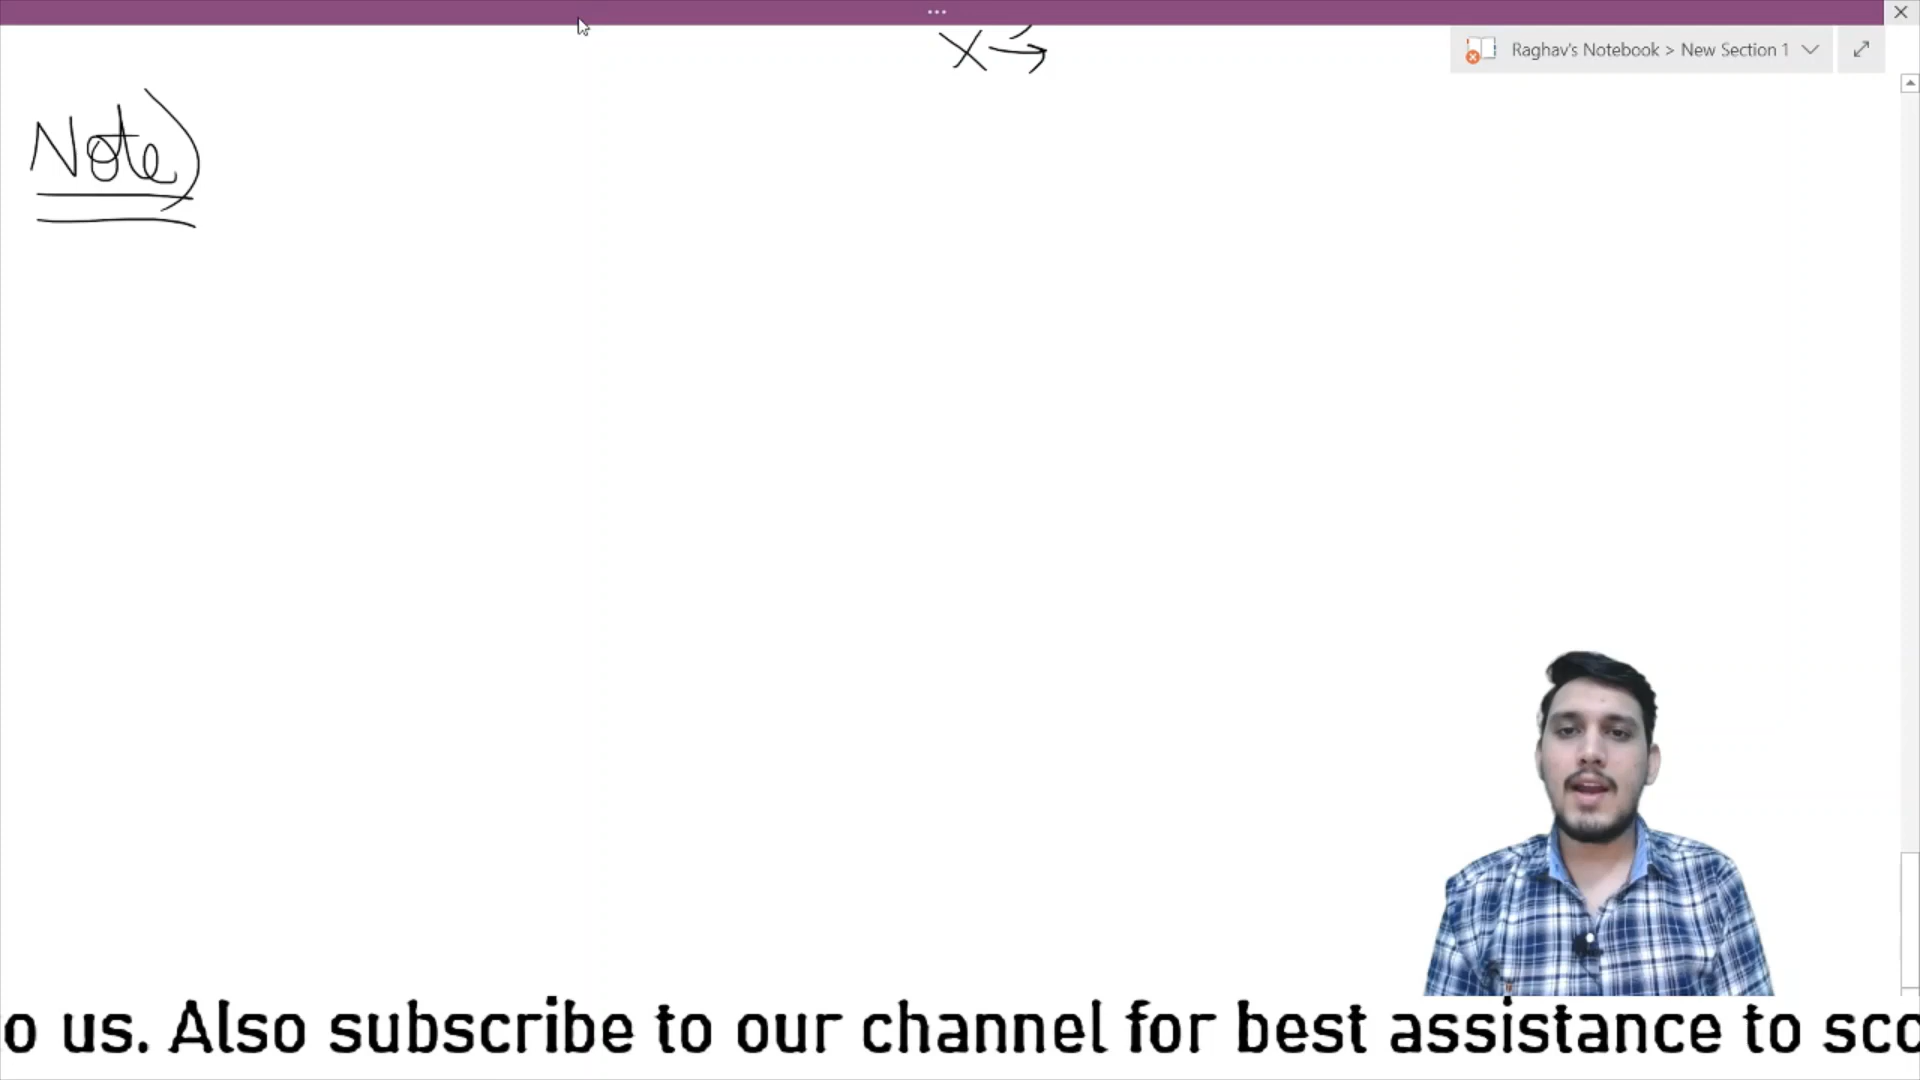 ...
x→
Raghav's Notebook > New Section 1
Note)
o us. Also subscribe to our channel for best assistance to sco